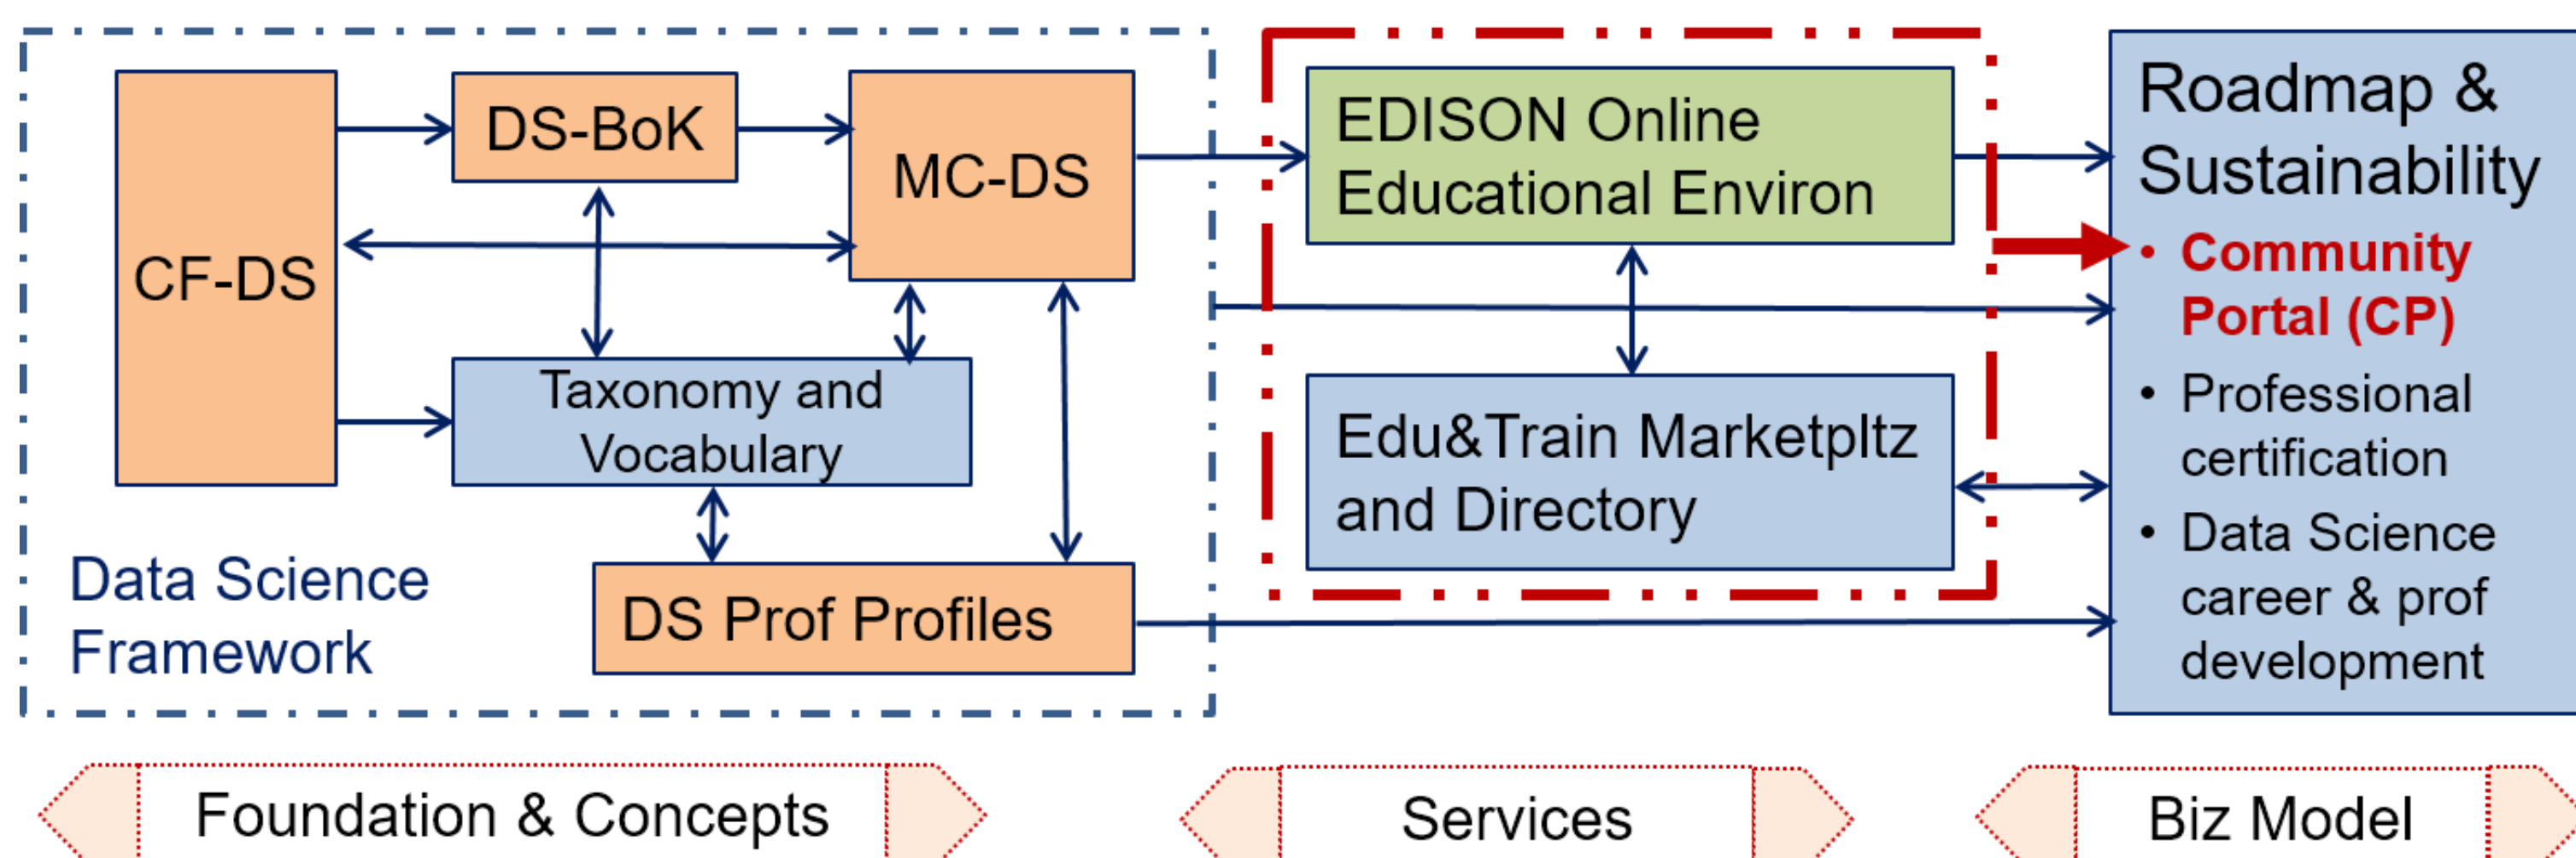 CF-DS
DS-BoK
MC-DS
Taxonomy and
Vocabulary
DS Prof Profiles
Data Science
Framework
EDISON Online
Educational Environ
Edu&Train Marketpltz
and Directory
Roadmap &
Sustainability
• Community
Portal (CP)
• Professional
certification
• Data Science
career & prof
development
Foundation & Concepts
Services
Biz Model